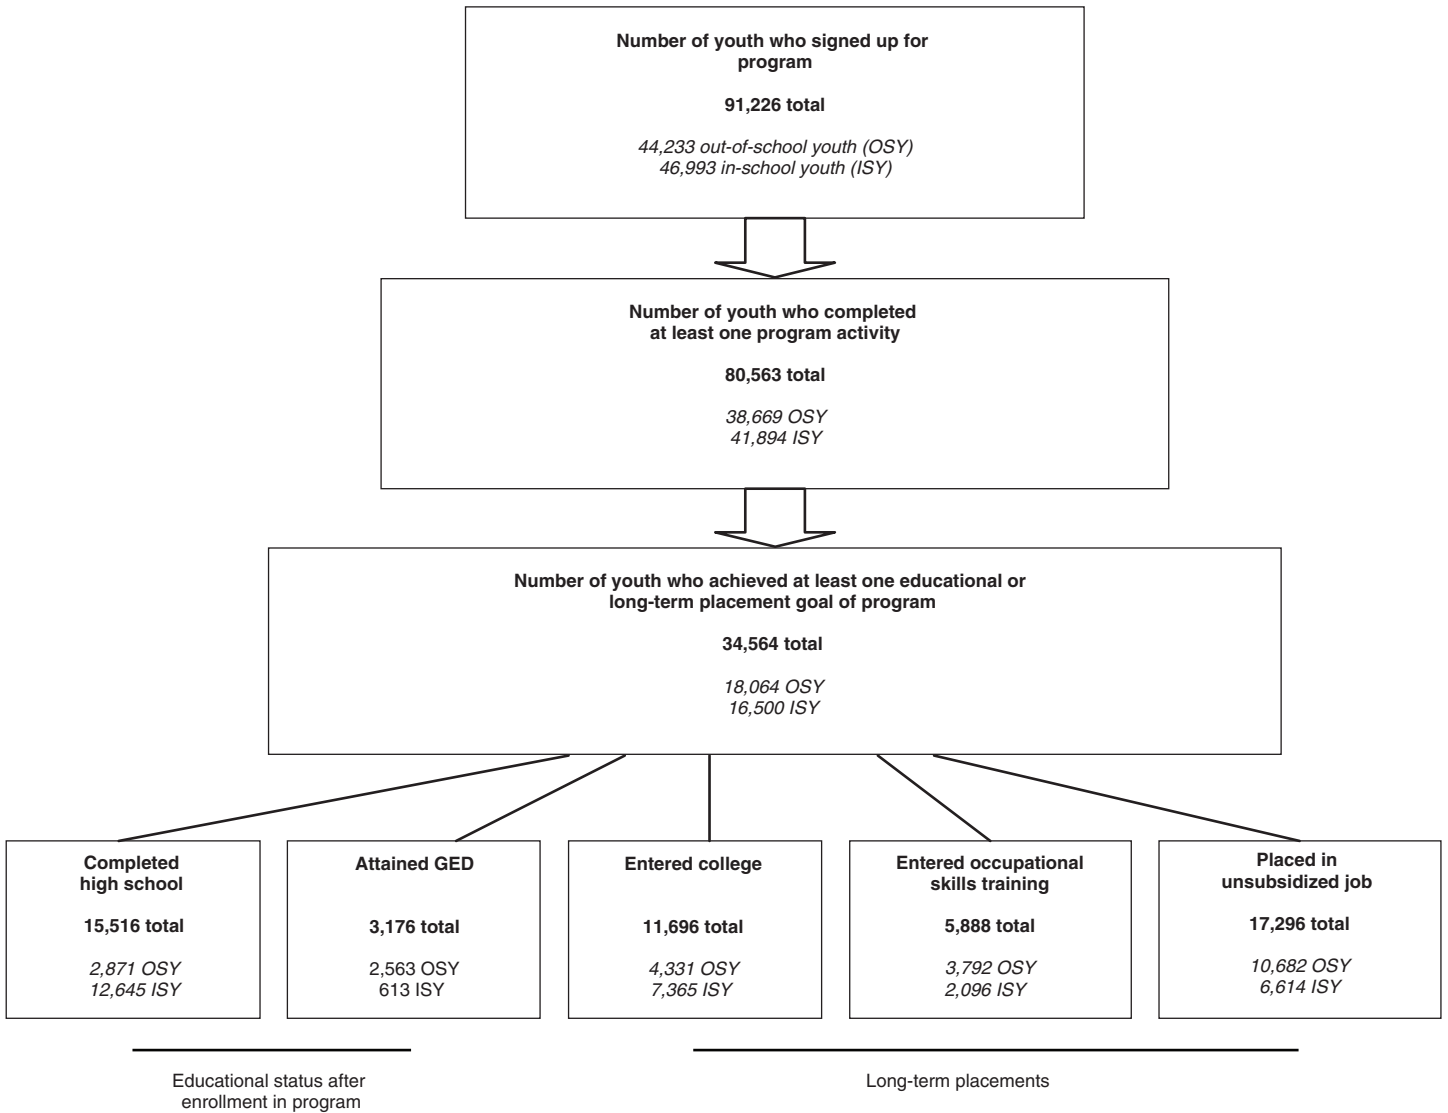 Number of youth who signed up for
program
91,226 total
44,233 out-of-school youth (OSY)
46,993 in-school youth (ISY)
Number of youth who completed
at least one program activity
80,563 total
38,669 OSY
41,894 ISY
Number of youth who achieved at least one educational or
long-term placement goal of program
34,564 total
18,064 OSY
16,500 ISY
Completed
high school
15,516 total
2,871 OSY
12,645 ISY
Attained GED
3,176 total
2,563 OSY
613 ISY
Entered college
11,696 total
4,331 OSY
7,365 ISY
Entered occupational
skills training
5,888 total
3,792 OSY
2,096 ISY
Placed in
unsubsidized job
17,296 total
10,682 OSY
6,614 ISY
Educational status after
enrollment in program
Long-term placements